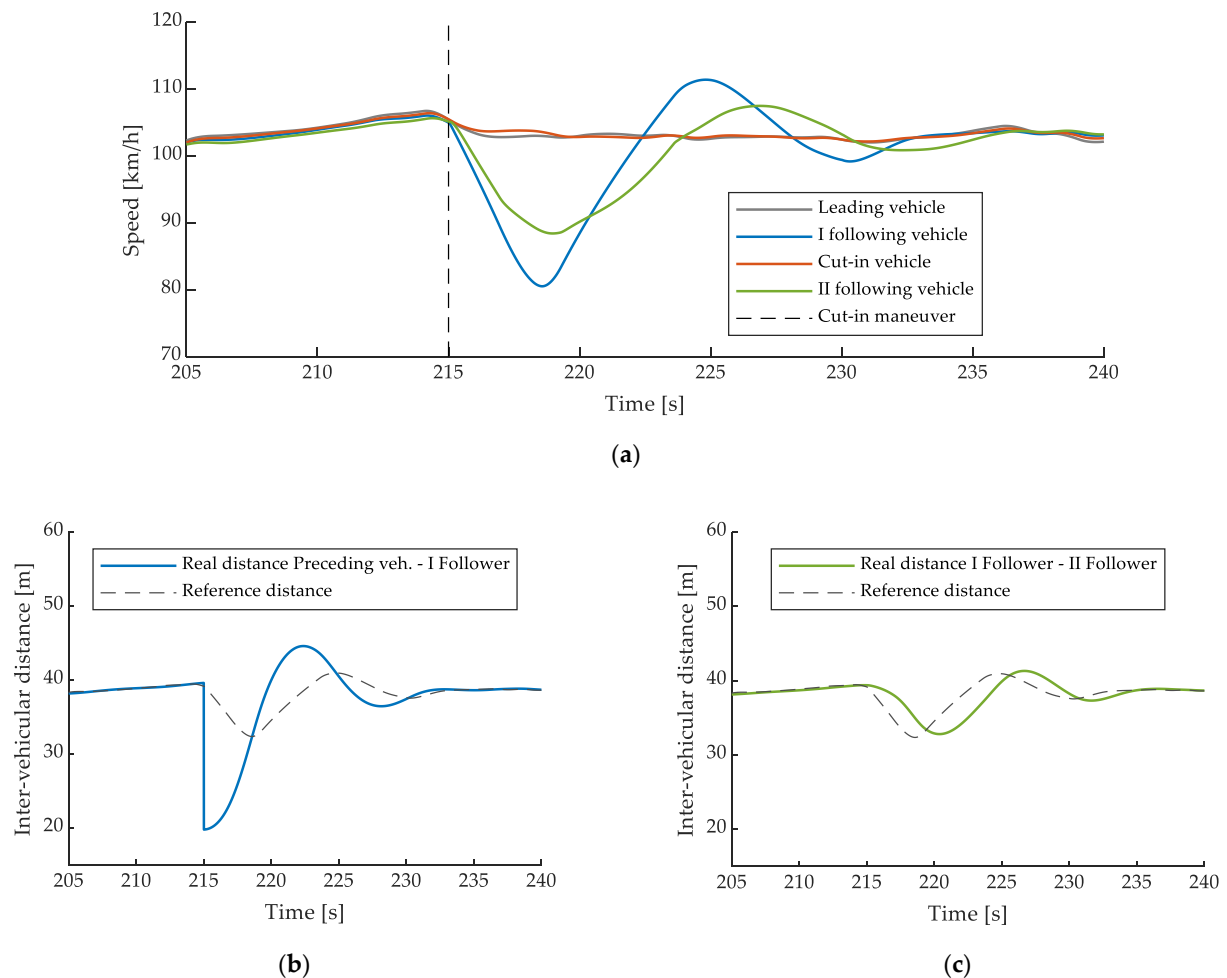 120
110
100
90
80
70
Speed [km/h]
Leading vehicle
I following vehicle
Cut-in vehicle
II following vehicle
Cut-in maneuver
205 210 215 220 225 230 235 240
Time [s]
(a)
60
50
40
30
20
Inter-vehicular distance [m]
Real distance Preceding veh. - I Follower
Reference distance
205 210 215 220 225 230 235 240
Time [s]
(b)
60
50
40
30
20
Inter-vehicular distance [m]
Real distance I Follower - II Follower
Reference distance
205 210 215 220 225 230 235 240
Time [s]
(c)